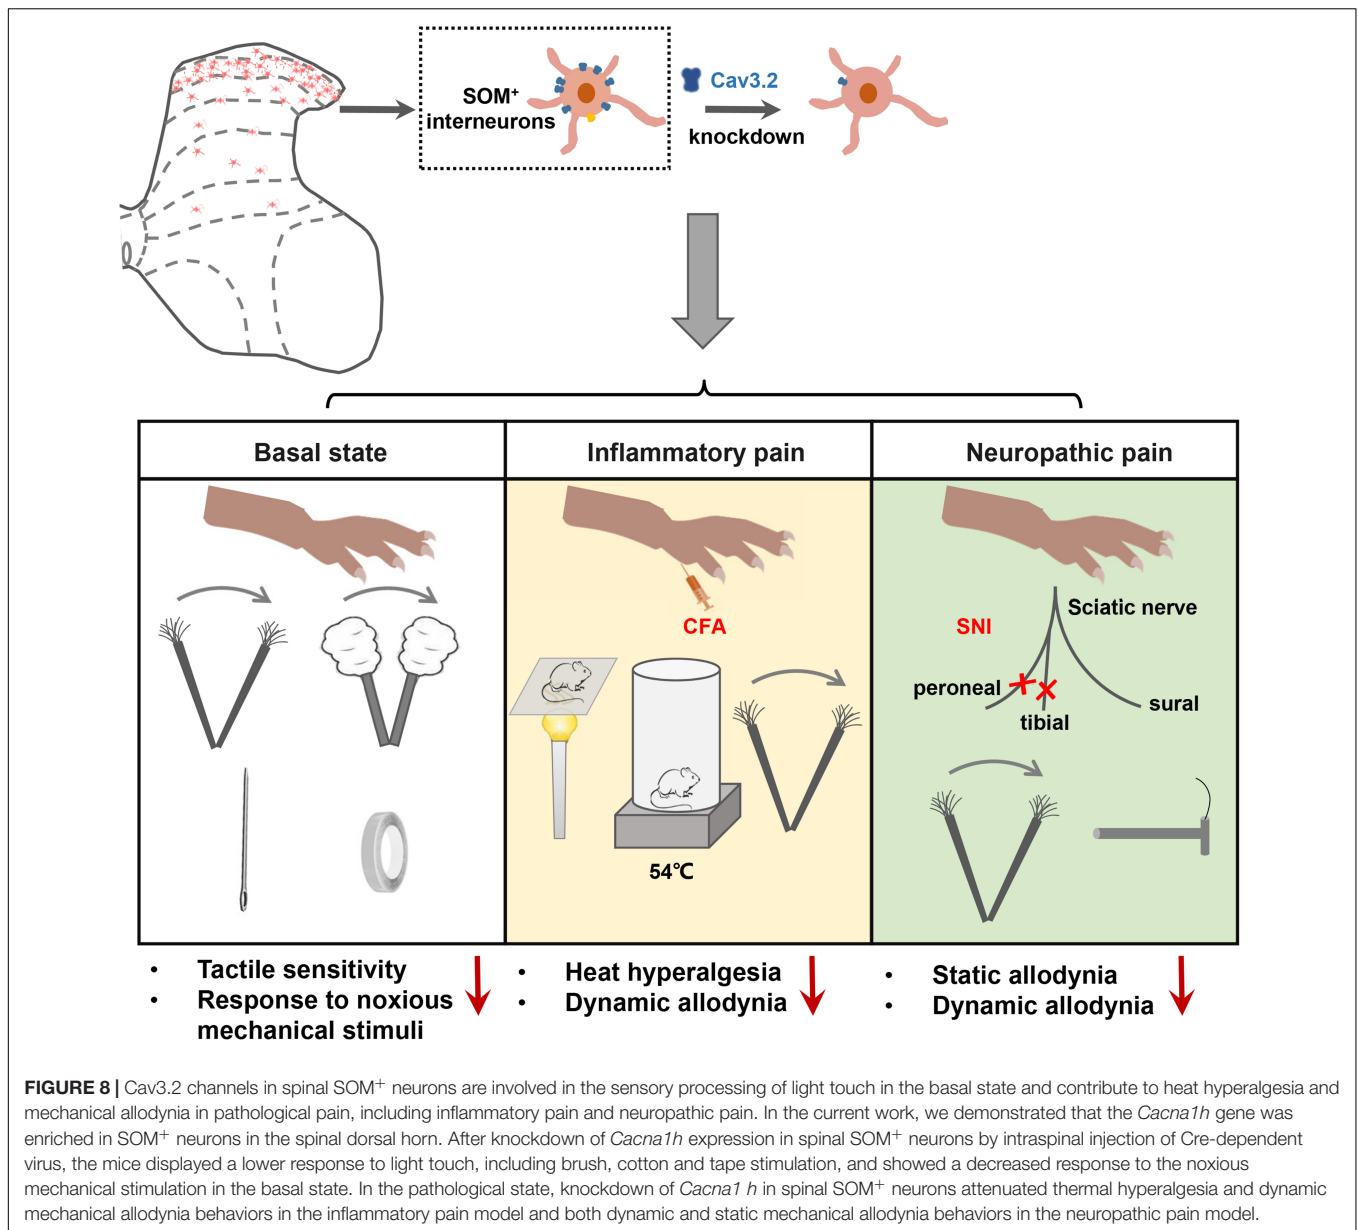 SOM+
interneurons
Cav3.2
knockdown
Basal state
Inflammatory pain
Neuropathic pain
CFA
54℃
SNI
Sciatic nerve
peroneal
tibial
sural
• Tactile sensitivity
• Response to noxious
mechanical stimuli
• Heat hyperalgesia
• Dynamic allodynia
• Static allodynia
• Dynamic allodynia
FIGURE 8 | Cav3.2 channels in spinal SOM+ neurons are involved in the sensory processing of light touch in the basal state and contribute to heat hyperalgesia and
mechanical allodynia in pathological pain, including inflammatory pain and neuropathic pain. In the current work, we demonstrated that the Cacna1h gene was
enriched in SOM+ neurons in the spinal dorsal horn. After knockdown of Cacna1h expression in spinal SOM+ neurons by intraspinal injection of Cre-dependent
virus, the mice displayed a lower response to light touch, including brush, cotton and tape stimulation, and showed a decreased response to the noxious
mechanical stimulation in the basal state. In the pathological state, knockdown of Cacna1 h in spinal SOM+ neurons attenuated thermal hyperalgesia and dynamic
mechanical allodynia behaviors in the inflammatory pain model and both dynamic and static mechanical allodynia behaviors in the neuropathic pain model.